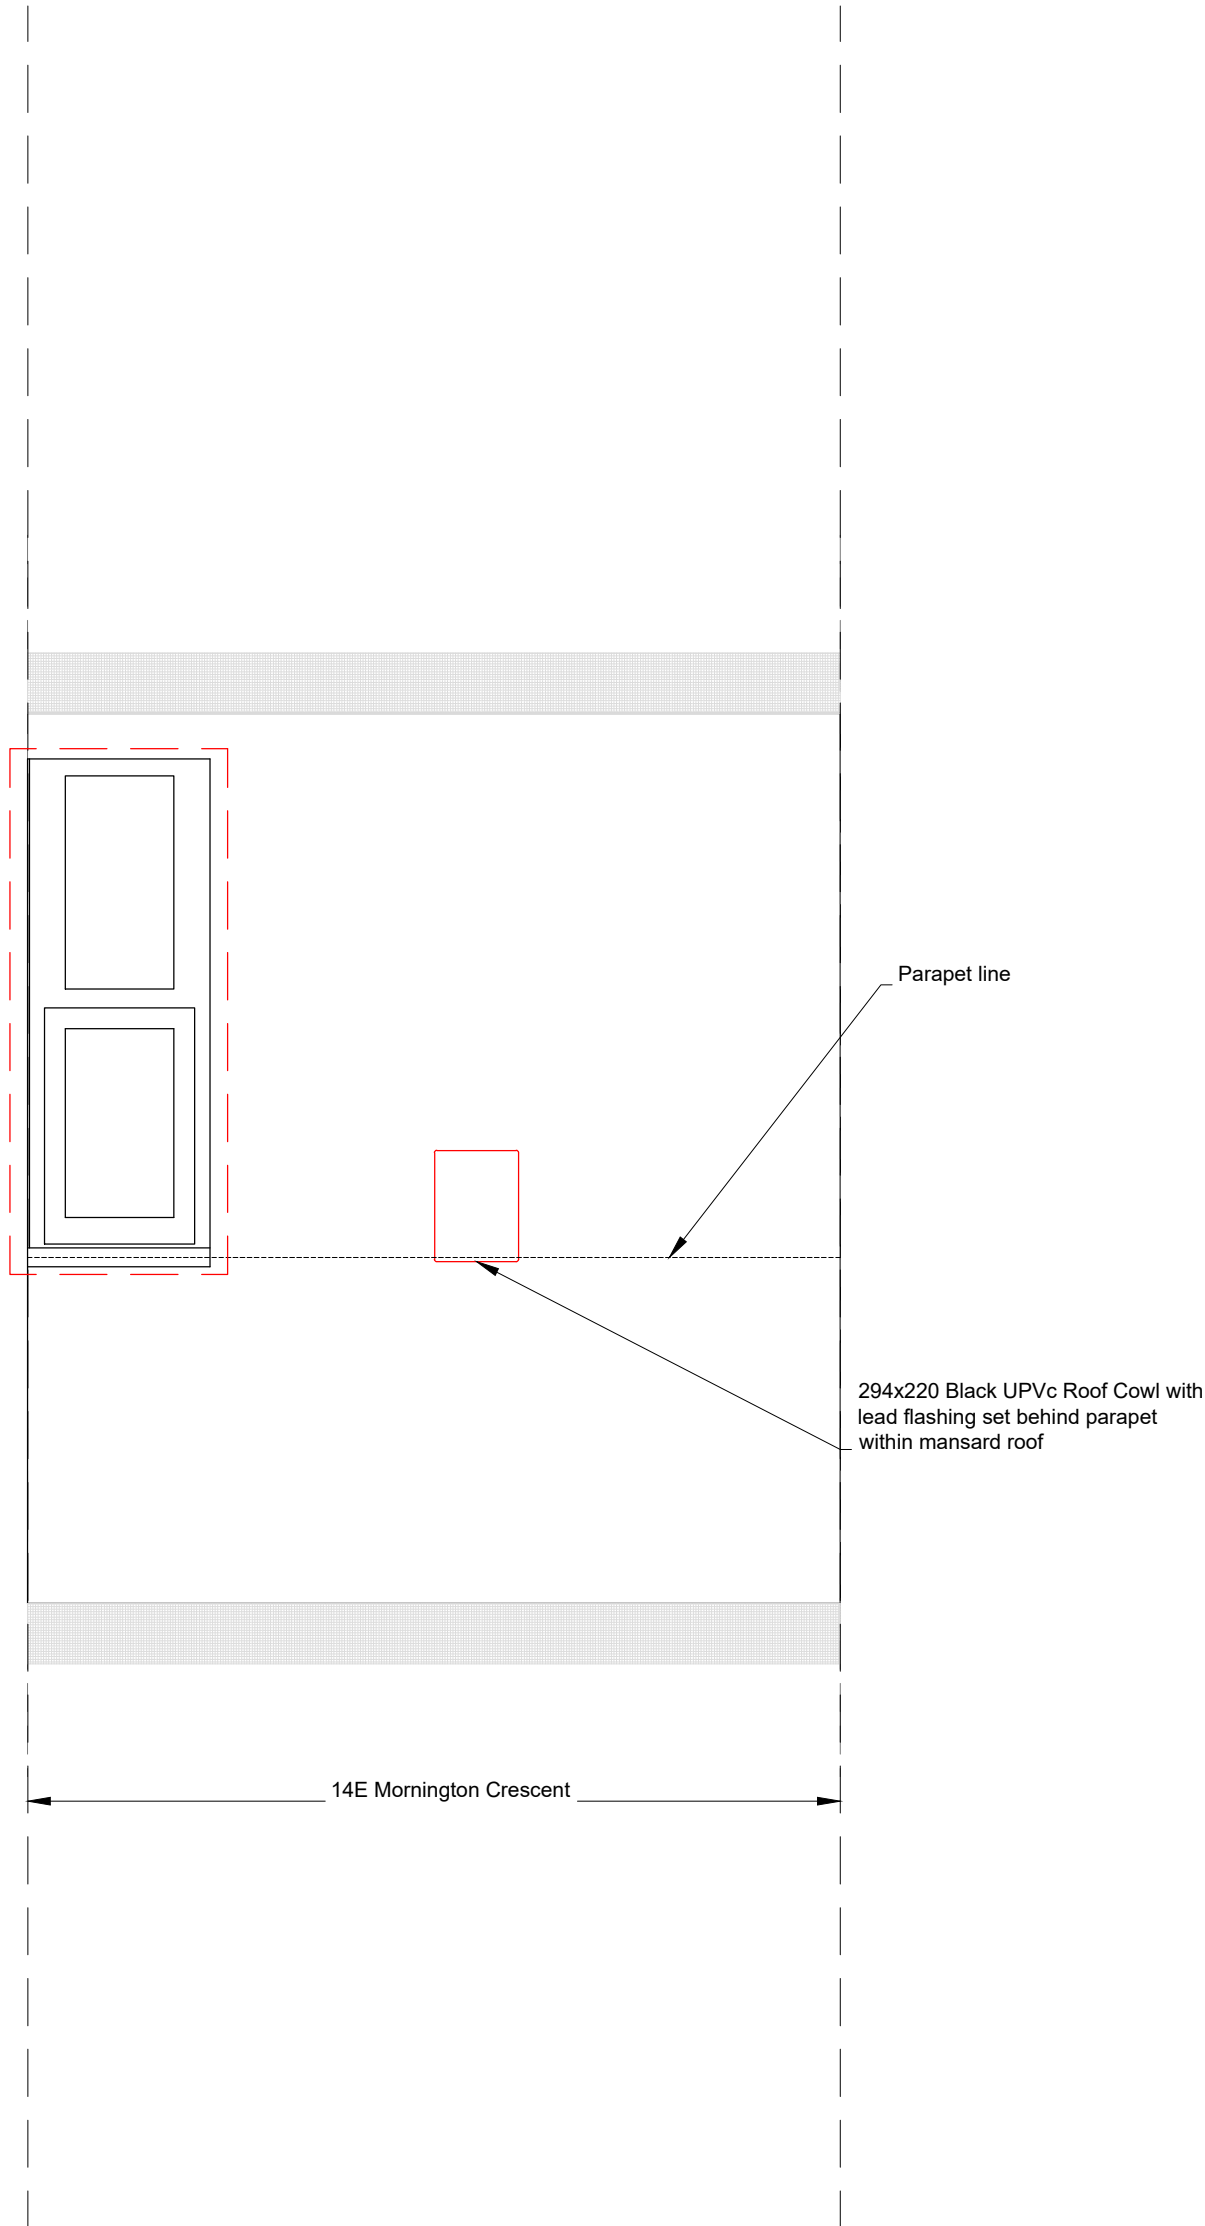 Parapet line
294x220 Black UPVc Roof Cowl with
lead flashing set behind parapet
within mansard roof
14E Mornington Crescent